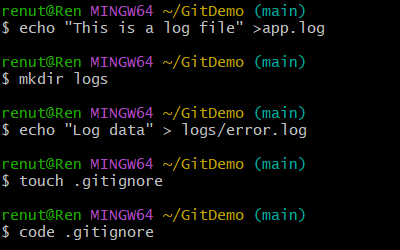 renut@Ren MINGW64 ~/GitDemo (main)
$ echo "This is a log file" >app.log
renut@Ren MINGW64 ~/GitDemo (main)
$ mkdir logs
renut@Ren MINGW64 ~/GitDemo (main)
$ echo "Log data" > logs/error.log
renut@Ren MINGW64 ~/GitDemo (main)
$ touch .gitignore
renut@Ren MINGW64 ~/GitDemo (main)
$ code .gitignore